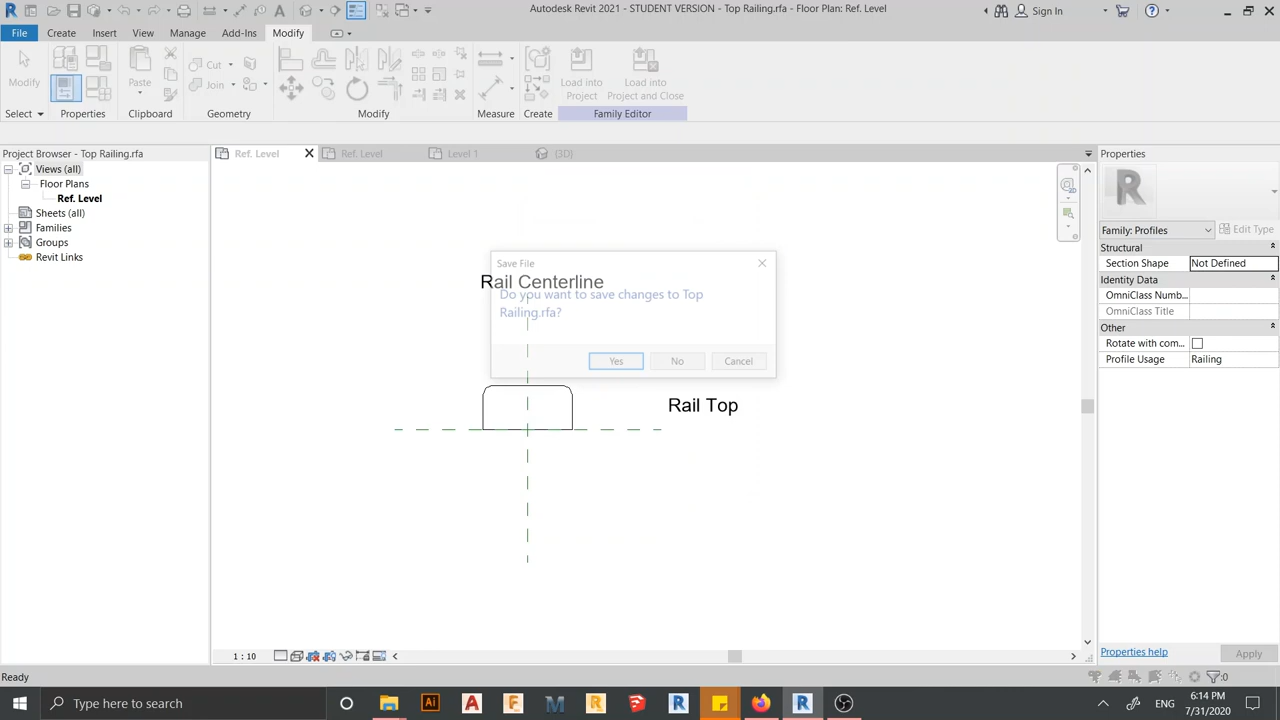 Autodesk Revit 2021 - STUDENT VERSION - Top Railing.rfa - Floor Plan: Ref. Level
Sign In
File Create Insert View Manage Add-Ins Modify
Modify
Cut
Join
Paste
Load into
Project
Load into
Project and Close
Select Properties Clipboard Geometry Modify Measure Create Family Editor
Project Browser - Top Railing.rfa
Views (all)
Floor Plans
Ref. Level
Sheets (all)
Families
Groups
Revit Links
Ref. Level
Ref. Level
Level 1
{3D}
Save File
Rail Centerline
Do you want to save changes to Top
Railing.rfa?
Yes No Cancel
Rail Top
Properties
Family: Profiles
Edit Type
Structural
Section Shape Not Defined
Identity Data
OmniClass Numb...
OmniClass Title
Other
Rotate with com...
Profile Usage Railing
Properties help
Apply
1 : 10
Ready
:0
Type here to search
ENG
6:14 PM
7/31/2020